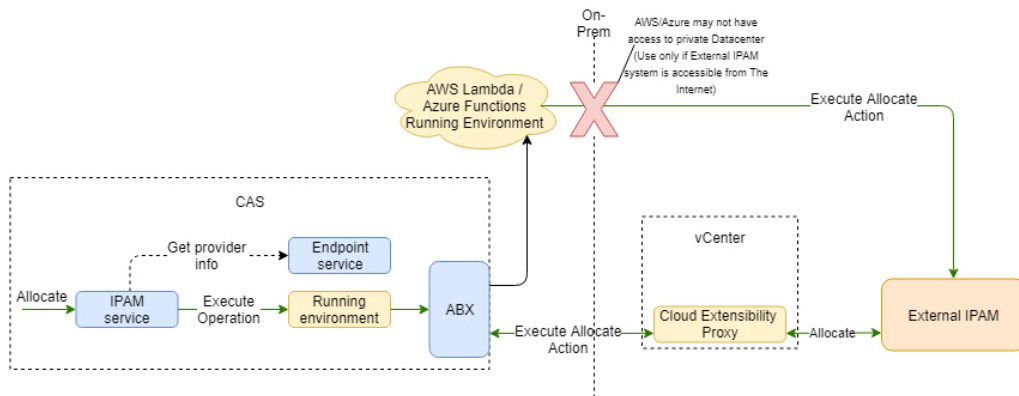 On-
Prem
AWS/Azure may not have
access to private Datacenter
(Use only if External IPAM
system is accessible from The
Internet)
AWS Lambda /
Azure Functions
Running Environment
Execute Allocate
Action
CAS
Get provider
info
Endpoint
service
vCenter
Allocate
IPAM
service
Execute
Operation
Running
environment
ABX
Execute Allocate
Action
Cloud Extensibility
Proxy
Allocate
External IPAM